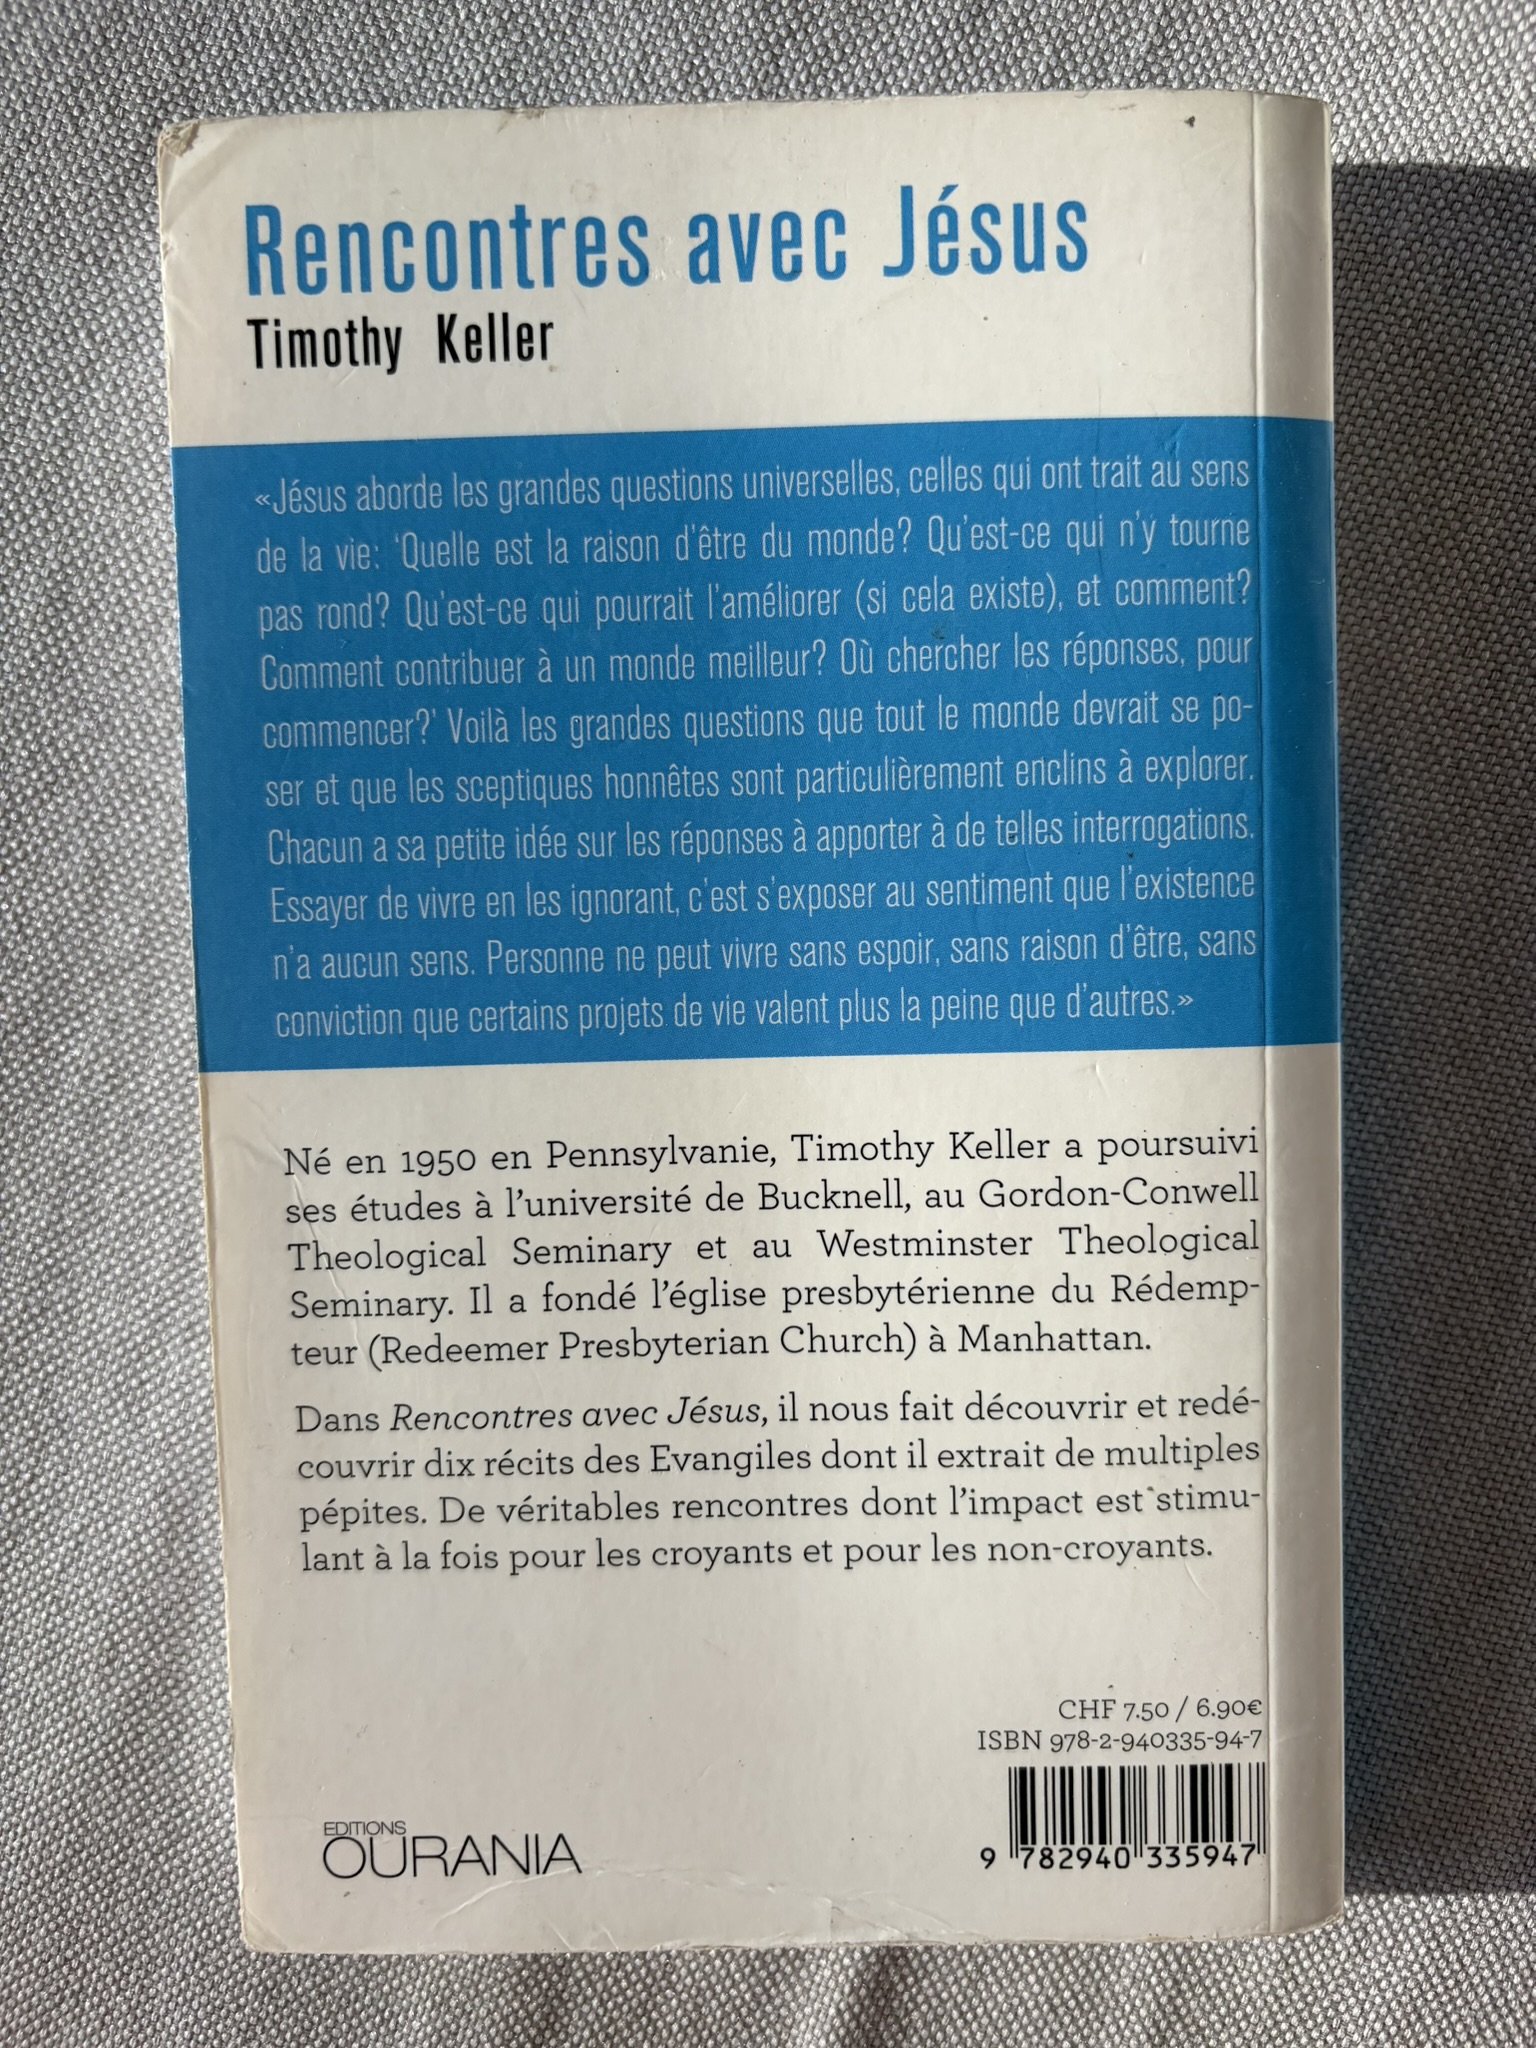 Rencontres avec Jésus
Timothy Keller
«Jésus aborde les grandes questions universelles, celles qui ont trait au sens
de la vie: ‘Quelle est la raison d’être du monde? Qu’est-ce qui n’y tourne
pas rond? Qu’est-ce qui pourrait l’améliorer (si cela existe), et comment?
Comment contribuer à un monde meilleur? Où chercher les réponses, pour
commencer?’ Voilà les grandes questions que tout le monde devrait se po-
ser et que les sceptiques honnêtes sont particulièrement enclins à explorer.
Chacun a sa petite idée sur les réponses à apporter à de telles interrogations.
Essayer de vivre en les ignorant, c’est s’exposer au sentiment que l’existence
n’a aucun sens. Personne ne peut vivre sans espoir, sans raison d’être, sans
conviction que certains projets de vie valent plus la peine que d’autres.»
Né en 1950 en Pennsylvanie, Timothy Keller a poursuivi
ses études à l’université de Bucknell, au Gordon-Conwell
Theological Seminary et au Westminster Theological
Seminary. Il a fondé l’église presbytérienne du Rédemp-
teur (Redeemer Presbyterian Church) à Manhattan.
Dans Rencontres avec Jésus, il nous fait découvrir et redé-
couvrir dix récits des Evangiles dont il extrait de multiples
pépites. De véritables rencontres dont l’impact est stimu-
lant à la fois pour les croyants et pour les non-croyants.
CHF 7.50 / 6.90€
ISBN 978-2-940335-94-7
9 782940 335947
EDITIONS
OURANIA